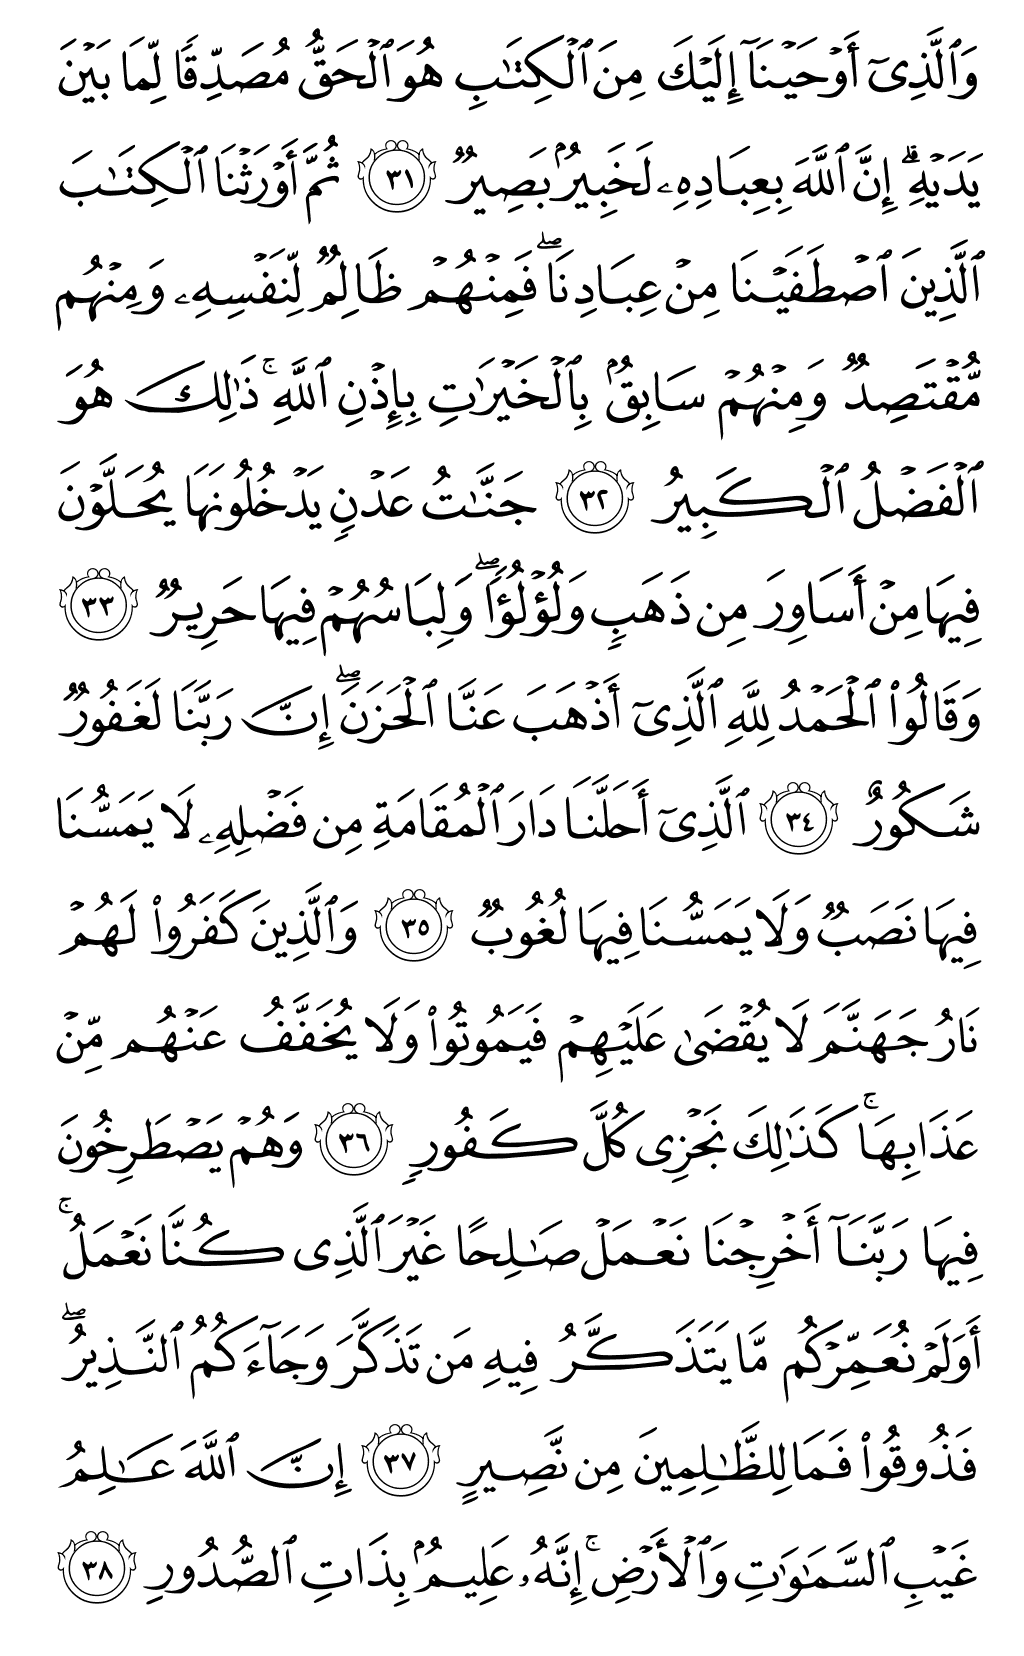 وَٱلَّذِىٓ أَوْحَيْنَآ إِلَيْكَ مِنَ ٱلْكِتَـٰبِ هُوَ ٱلْحَقُّ مُصَدِّقًا لِّمَا بَيْنَ
يَدَيْهِ ۗ إِنَّ ٱللَّهَ بِعِبَادِهِۦ لَخَبِيرٌۢ بَصِيرٌ ٣١ ثُمَّ أَوْرَثْنَا ٱلْكِتَـٰبَ
ٱلَّذِينَ ٱصْطَفَيْنَا مِنْ عِبَادِنَا ۖ فَمِنْهُمْ ظَالِمٌ لِّنَفْسِهِۦ وَمِنْهُم
مُّقْتَصِدٌ وَمِنْهُمْ سَابِقٌۢ بِٱلْخَيْرَٰتِ بِإِذْنِ ٱللَّهِ ۚ ذَٰلِكَ هُوَ
ٱلْفَضْلُ ٱلْكَبِيرُ ٣٢ جَنَّـٰتُ عَدْنٍ يَدْخُلُونَهَا يُحَلَّوْنَ
فِيهَا مِنْ أَسَاوِرَ مِن ذَهَبٍ وَلُؤْلُؤًا ۖ وَلِبَاسُهُمْ فِيهَا حَرِيرٌ ٣٣
وَقَالُوا۟ ٱلْحَمْدُ لِلَّهِ ٱلَّذِىٓ أَذْهَبَ عَنَّا ٱلْحَزَنَ ۖ إِنَّ رَبَّنَا لَغَفُورٌ
شَكُورٌ ٣٤ ٱلَّذِىٓ أَحَلَّنَا دَارَ ٱلْمُقَامَةِ مِن فَضْلِهِۦ لَا يَمَسُّنَا
فِيهَا نَصَبٌ وَلَا يَمَسُّنَا فِيهَا لُغُوبٌ ٣٥ وَٱلَّذِينَ كَفَرُوا۟ لَهُمْ
نَارُ جَهَنَّمَ لَا يُقْضَىٰ عَلَيْهِمْ فَيَمُوتُوا۟ وَلَا يُخَفَّفُ عَنْهُم مِّنْ
عَذَابِهَا ۚ كَذَٰلِكَ نَجْزِى كُلَّ كَفُورٍ ٣٦ وَهُمْ يَصْطَرِخُونَ
فِيهَا رَبَّنَآ أَخْرِجْنَا نَعْمَلْ صَـٰلِحًا غَيْرَ ٱلَّذِى كُنَّا نَعْمَلُ ۚ
أَوَلَمْ نُعَمِّرْكُم مَّا يَتَذَكَّرُ فِيهِ مَن تَذَكَّرَ وَجَآءَكُمُ ٱلنَّذِيرُ ۖ
فَذُوقُوا۟ فَمَا لِلظَّـٰلِمِينَ مِن نَّصِيرٍ ٣٧ إِنَّ ٱللَّهَ عَـٰلِمُ
غَيْبِ ٱلسَّمَـٰوَٰتِ وَٱلْأَرْضِ ۚ إِنَّهُۥ عَلِيمٌۢ بِذَاتِ ٱلصُّدُورِ ٣٨